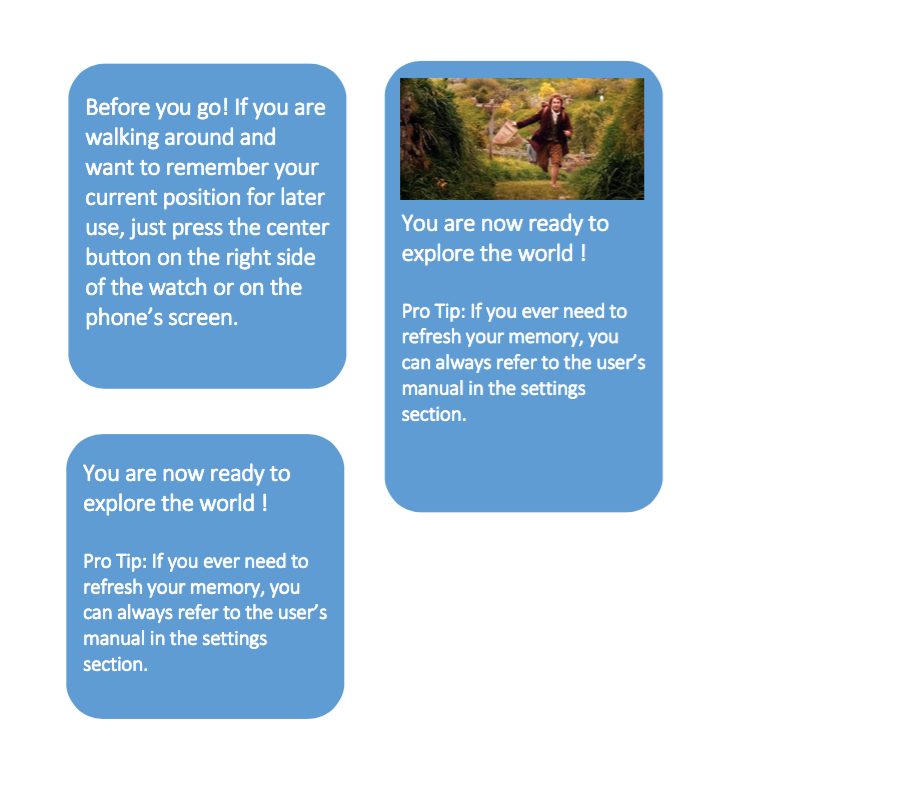 Before you go! If you are
walking around and
want to remember your
current position for later
use, just press the center
button on the right side
of the watch or on the
phone’s screen.
You are now ready to
explore the world !
Pro Tip: If you ever need to
refresh your memory, you
can always refer to the user’s
manual in the settings
section.
You are now ready to
explore the world !
Pro Tip: If you ever need to
refresh your memory, you
can always refer to the user’s
manual in the settings
section.